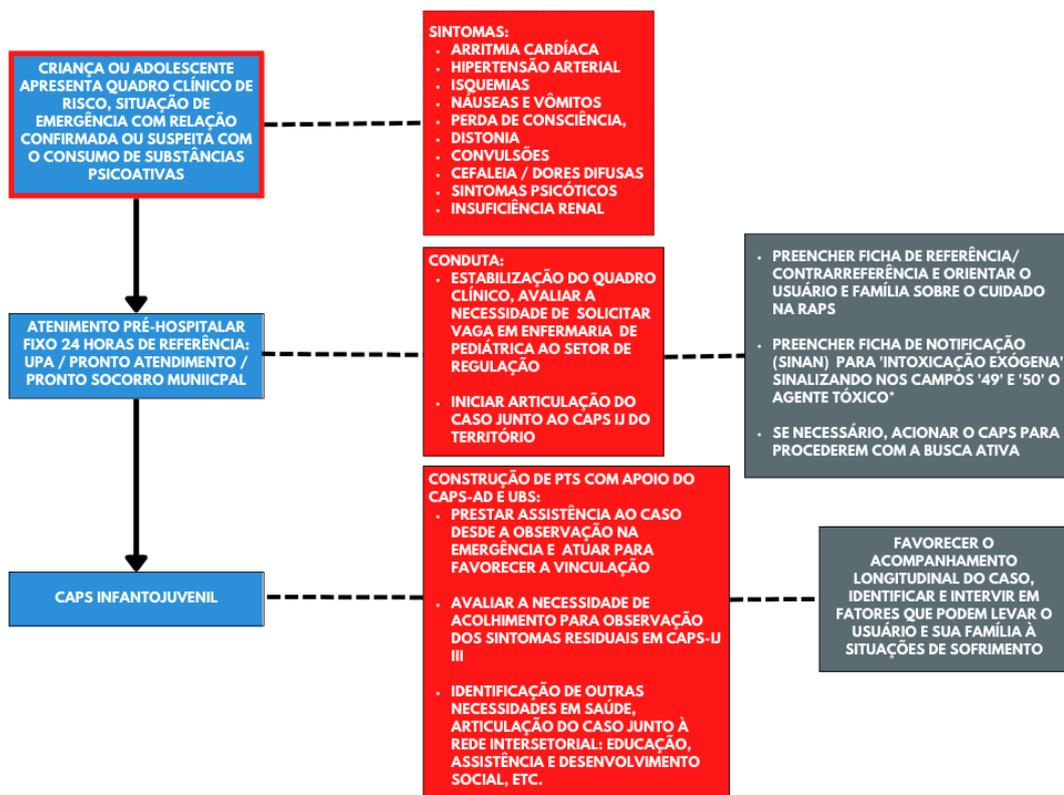 CRIANÇA OU ADOLESCENTE
APRESENTA QUADRO CLÍNICO DE
RISCO, SITUAÇÃO DE
EMERGÊNCIA COM RELAÇÃO
CONFIRMADA OU SUSPEITA COM
O CONSUMO DE SUBSTÂNCIAS
PSICOATIVAS
SINTOMAS:
• ARRITMIA CARDÍACA
• HIPERTENSÃO ARTERIAL
• ISQUEMIAS
• NÁUSEAS E VÔMITOS
• PERDA DE CONSCIÊNCIA,
• DISTONIA
• CONVULSÕES
• CEFALEIA / DORES DIFUSAS
• SINTOMAS PSICÓTICOS
• INSUFICIÊNCIA RENAL
ATENIMENTO PRÉ-HOSPITALAR
FIXO 24 HORAS DE REFERÊNCIA:
UPA / PRONTO ATENDIMENTO /
PRONTO SOCORRO MUNIICPAL
CONDUTA:
• ESTABILIZAÇÃO DO QUADRO
CLÍNICO, AVALIAR A
NECESSIDADE DE SOLICITAR
VAGA EM ENFERMARIA DE
PEDIÁTRICA AO SETOR DE
REGULAÇÃO
• INICIAR ARTICULAÇÃO DO
CASO JUNTO AO CAPS IJ DO
TERRITÓRIO
• PREENCHER FICHA DE REFERÊNCIA/
CONTRARREFERÊNCIA E ORIENTAR O
USUÁRIO E FAMÍLIA SOBRE O CUIDADO
NA RAPS
• PREENCHER FICHA DE NOTIFICAÇÃO
(SINAN) PARA 'INTOXICAÇÃO EXÓGENA'
SINALIZANDO NOS CAMPOS '49' E '50' O
AGENTE TÓXICO*
• SE NECESSÁRIO, ACIONAR O CAPS PARA
PROCEDEREM COM A BUSCA ATIVA
CAPS INFANTOJUVENIL
CONSTRUÇÃO DE PTS COM APOIO DO
CAPS-AD E UBS:
• PRESTAR ASSISTÊNCIA AO CASO
DESDE A OBSERVAÇÃO NA
EMERGÊNCIA E ATUAR PARA
FAVORECER A VINCULAÇÃO
• AVALIAR A NECESSIDADE DE
ACOLHIMENTO PARA OBSERVAÇÃO
DOS SINTOMAS RESIDUAIS EM CAPS-IJ
III
• IDENTIFICAÇÃO DE OUTRAS
NECESSIDADES EM SAÚDE,
ARTICULAÇÃO DO CASO JUNTO À
REDE INTERSETORIAL: EDUCAÇÃO,
ASSISTÊNCIA E DESENVOLVIMENTO
SOCIAL, ETC.
FAVORECER O
ACOMPANHAMENTO
LONGITUDINAL DO CASO,
IDENTIFICAR E INTERVIR EM
FATORES QUE PODEM LEVAR O
USUÁRIO E SUA FAMÍLIA À
SITUAÇÕES DE SOFRIMENTO